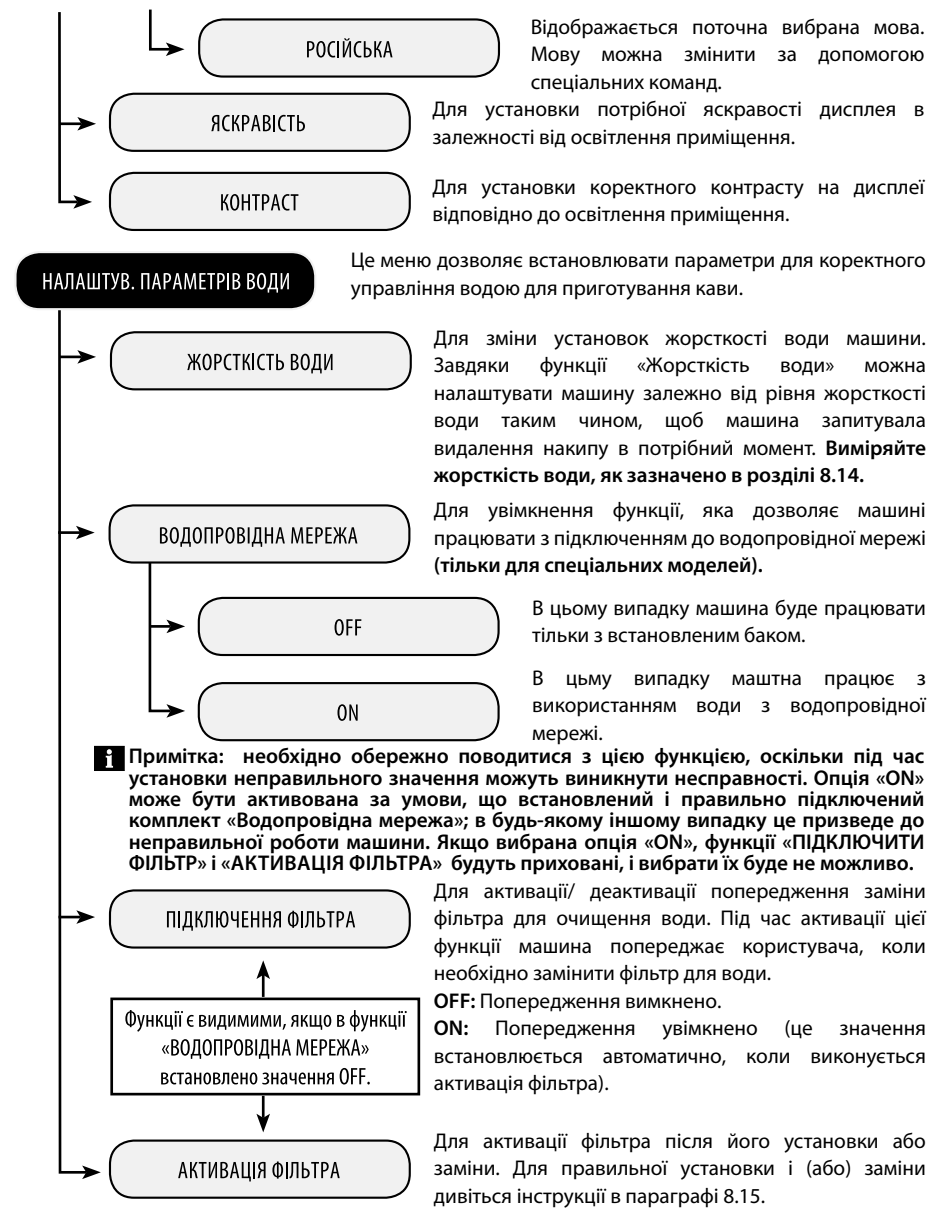 РОСІЙСЬКА
Відображається поточна вибрана мова.
Мову можна змінити за допомогою
спеціальних команд.
ЯСКРАВІСТЬ
Для установки потрібної яскравості дисплея в
залежності від освітлення приміщення.
КОНТРАСТ
Для установки коректного контрасту на дисплеї
відповідно до освітлення приміщення.
НАЛАШТУВ. ПАРАМЕТРІВ ВОДИ
Це меню дозволяє встановлювати параметри для коректного
управління водою для приготування кави.
ЖОРСТКІСТЬ ВОДИ
Для зміни установок жорсткості води машини.
Завдяки функції «Жорсткість води» можна
налаштувати машину залежно від рівня жорсткості
води таким чином, щоб машина запитувала
видалення накипу в потрібний момент. Виміряйте
жорсткість води, як зазначено в розділі 8.14.
ВОДОПРОВІДНА МЕРЕЖА
Для увімкнення функції, яка дозволяє машині
працювати з підключенням до водопровідної мережі
(тільки для спеціальних моделей).
OFF
В цьому випадку машина буде працювати
тільки з встановленим баком.
ON
В цьму випадку маштна працює з
використанням води з водопровідної
мережі.
i Примітка: необхідно обережно поводитися з цією функцією, оскільки під час
установки неправильного значення можуть виникнути несправності. Опція «ON»
може бути активована за умови, що встановлений і правильно підключений
комплект «Водопровідна мережа»; в будь-якому іншому випадку це призведе до
неправильної роботи машини. Якщо вибрана опція «ON», функції «ПІДКЛЮЧИТИ
ФІЛЬТР» і «АКТИВАЦІЯ ФІЛЬТРА» будуть приховані, і вибрати їх буде не можливо.
ПІДКЛЮЧЕННЯ ФІЛЬТРА
Для активації/ деактивації попередження заміни
фільтра для очищення води. Під час активації цієї
функції машина попереджає користувача, коли
необхідно замінити фільтр для води.
OFF: Попередження вимкнено.
ON: Попередження увімкнено (це значення
встановлюється автоматично, коли виконується
активація фільтра).
Функції є видимими, якщо в функції
«ВОДОПРОВІДНА МЕРЕЖА»
встановлено значення OFF.
АКТИВАЦІЯ ФІЛЬТРА
Для активації фільтра після його установки або
заміни. Для правильної установки і (або) заміни
дивіться інструкції в параграфі 8.15.